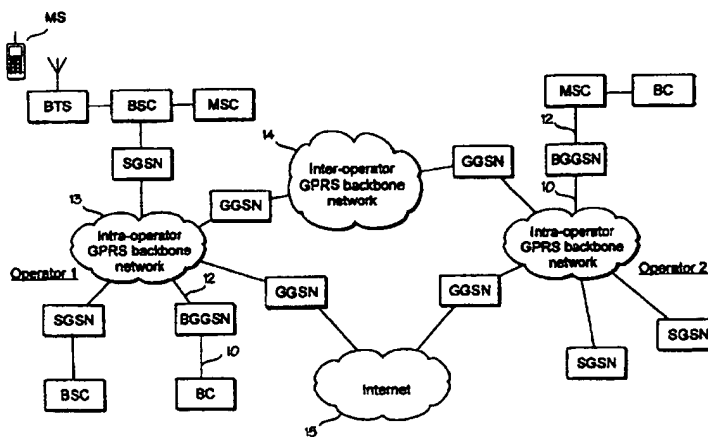 MS
BTS
BSC
MSC
MSC
BC
14
12
SGSN
Inter-operator
GPRS backbone
network
GGSN
BGGSN
13
GGSN
10
Intra-operator
GPRS backbone
network
Intra-operator
GPRS backbone
network
Operator 1
12
GGSN
GGSN
Operator 2
SGSN
BGGSN
SGSN
10
SGSN
BSC
BC
Internet
15